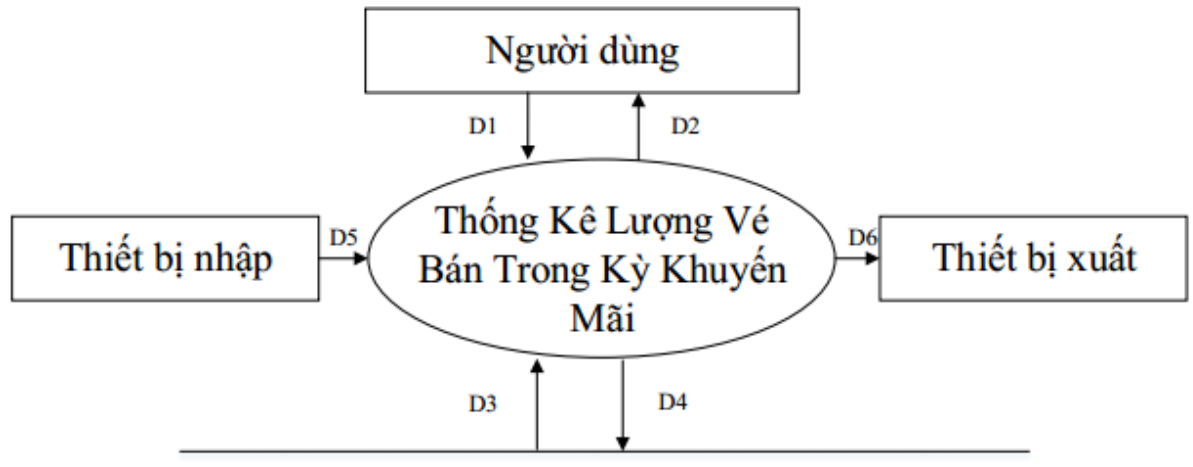 Người dùng
D1
D2
Thiết bị nhập
D5
Thống Kê Lượng Vé
Bán Trong Kỳ Khuyến
Mãi
D6
Thiết bị xuất
D3
D4